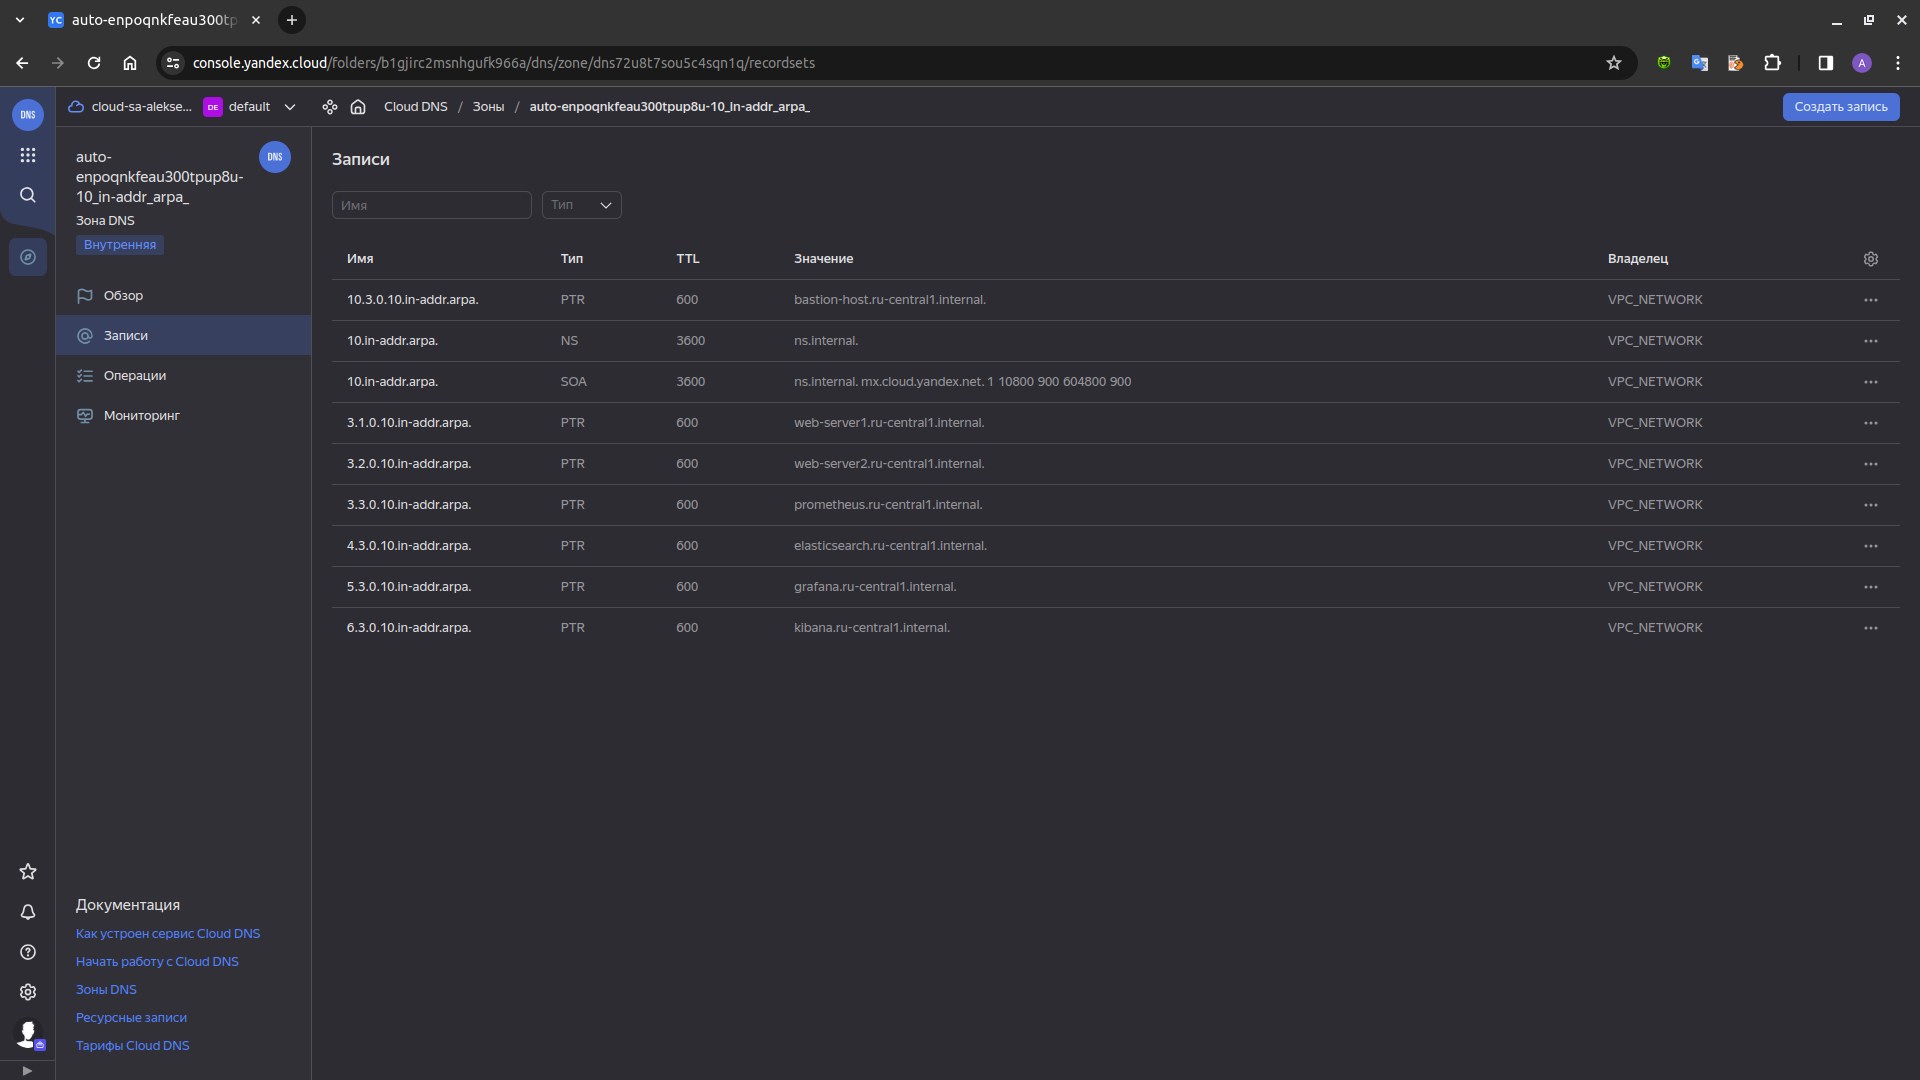 auto-enpoqnkfeau300tp
console.yandex.cloud/folders/b1gjirc2msnhgufk966a/dns/zone/dns72u8t7sou5c4sqn1q/recordsets
A
DNS
cloud-sa-alekse... DE default
Cloud DNS / Зоны / auto-enpoqnkfeau300tpup8u-10_in-addr_arpa_
Создать запись
auto-
enpoqnkfeau300tpup8u-
10_in-addr_arpa_
DNS
Зона DNS
Внутренняя
Обзор
Записи
Операции
Мониторинг
Документация
Как устроен сервис Cloud DNS
Начать работу с Cloud DNS
Зоны DNS
Ресурсные записи
Тарифы Cloud DNS
Записи
Имя Тип
Имя Тип TTL Значение Владелец
10.3.0.10.in-addr.arpa. PTR 600 bastion-host.ru-central1.internal. VPC_NETWORK
10.in-addr.arpa. NS 3600 ns.internal. VPC_NETWORK
10.in-addr.arpa. SOA 3600 ns.internal. mx.cloud.yandex.net. 1 10800 900 604800 900 VPC_NETWORK
3.1.0.10.in-addr.arpa. PTR 600 web-server1.ru-central1.internal. VPC_NETWORK
3.2.0.10.in-addr.arpa. PTR 600 web-server2.ru-central1.internal. VPC_NETWORK
3.3.0.10.in-addr.arpa. PTR 600 prometheus.ru-central1.internal. VPC_NETWORK
4.3.0.10.in-addr.arpa. PTR 600 elasticsearch.ru-central1.internal. VPC_NETWORK
5.3.0.10.in-addr.arpa. PTR 600 grafana.ru-central1.internal. VPC_NETWORK
6.3.0.10.in-addr.arpa. PTR 600 kibana.ru-central1.internal. VPC_NETWORK